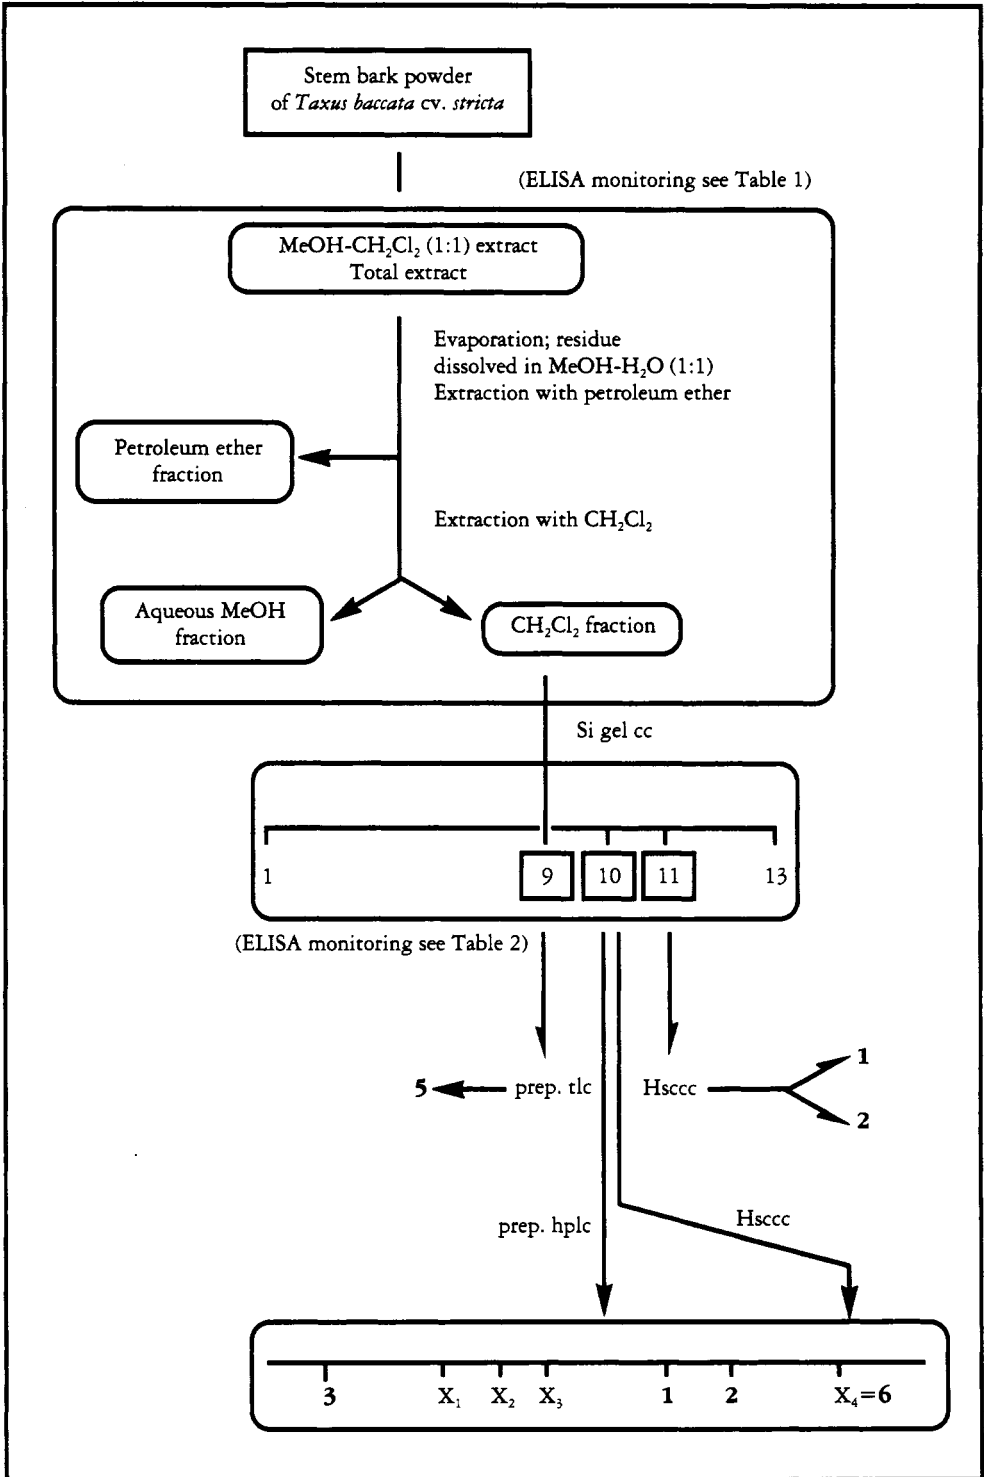 Stem bark powder
of Taxus baccata cv. stricta
(ELISA monitoring see Table 1)
MeOH-CH₂Cl₂ (1:1) extract
Total extract
Evaporation; residue
dissolved in MeOH-H₂O (1:1)
Extraction with petroleum ether
Petroleum ether
fraction
Extraction with CH₂Cl₂
Aqueous MeOH
fraction
CH₂Cl₂ fraction
Si gel cc
1 9 10 11 13
(ELISA monitoring see Table 2)
1
5 prep. tlc Hsccc
2
prep. hplc Hsccc
3 X₁ X₂ X₃ 1 2 X₄=6